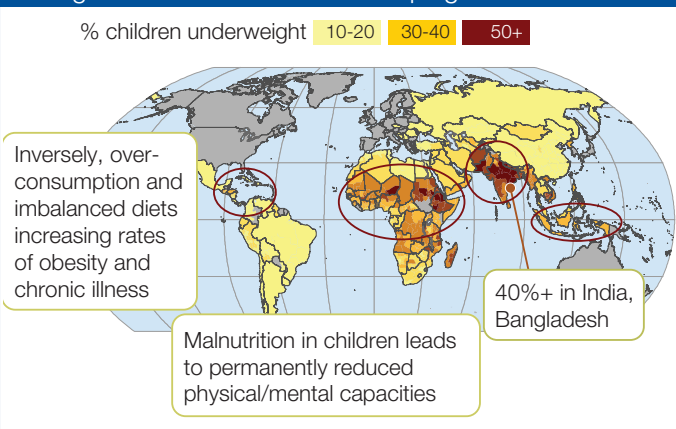 % children underweight 10-20 30-40 50+
Inversely, over-
consumption and
imbalanced diets
increasing rates
of obesity and
chronic illness
40%+ in India,
Bangladesh
Malnutrition in children leads
to permanently reduced
physical/mental capacities